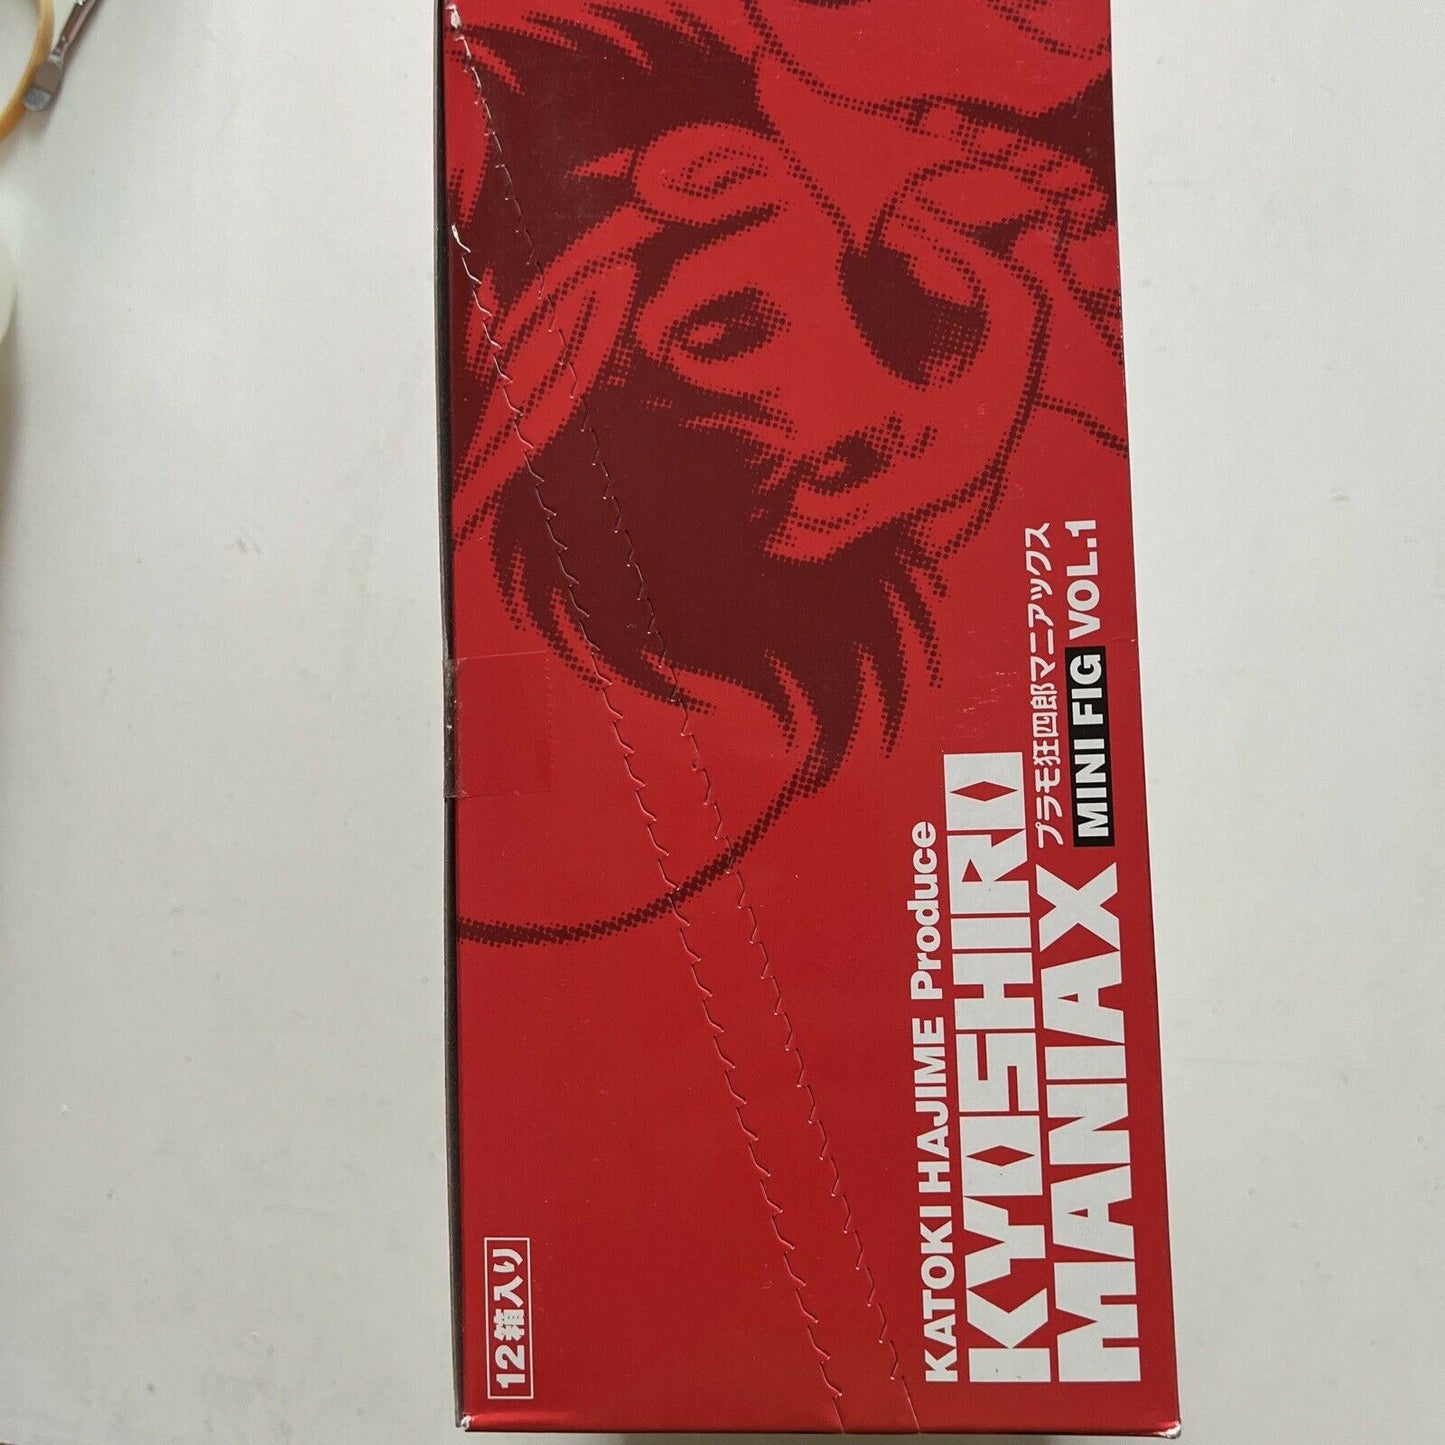 12箱入り
KATOKI HAJIME Produce
KYOSHIRO
MANIAX
プラモ狂四郎マニアックス
MINI FIG VOL.1